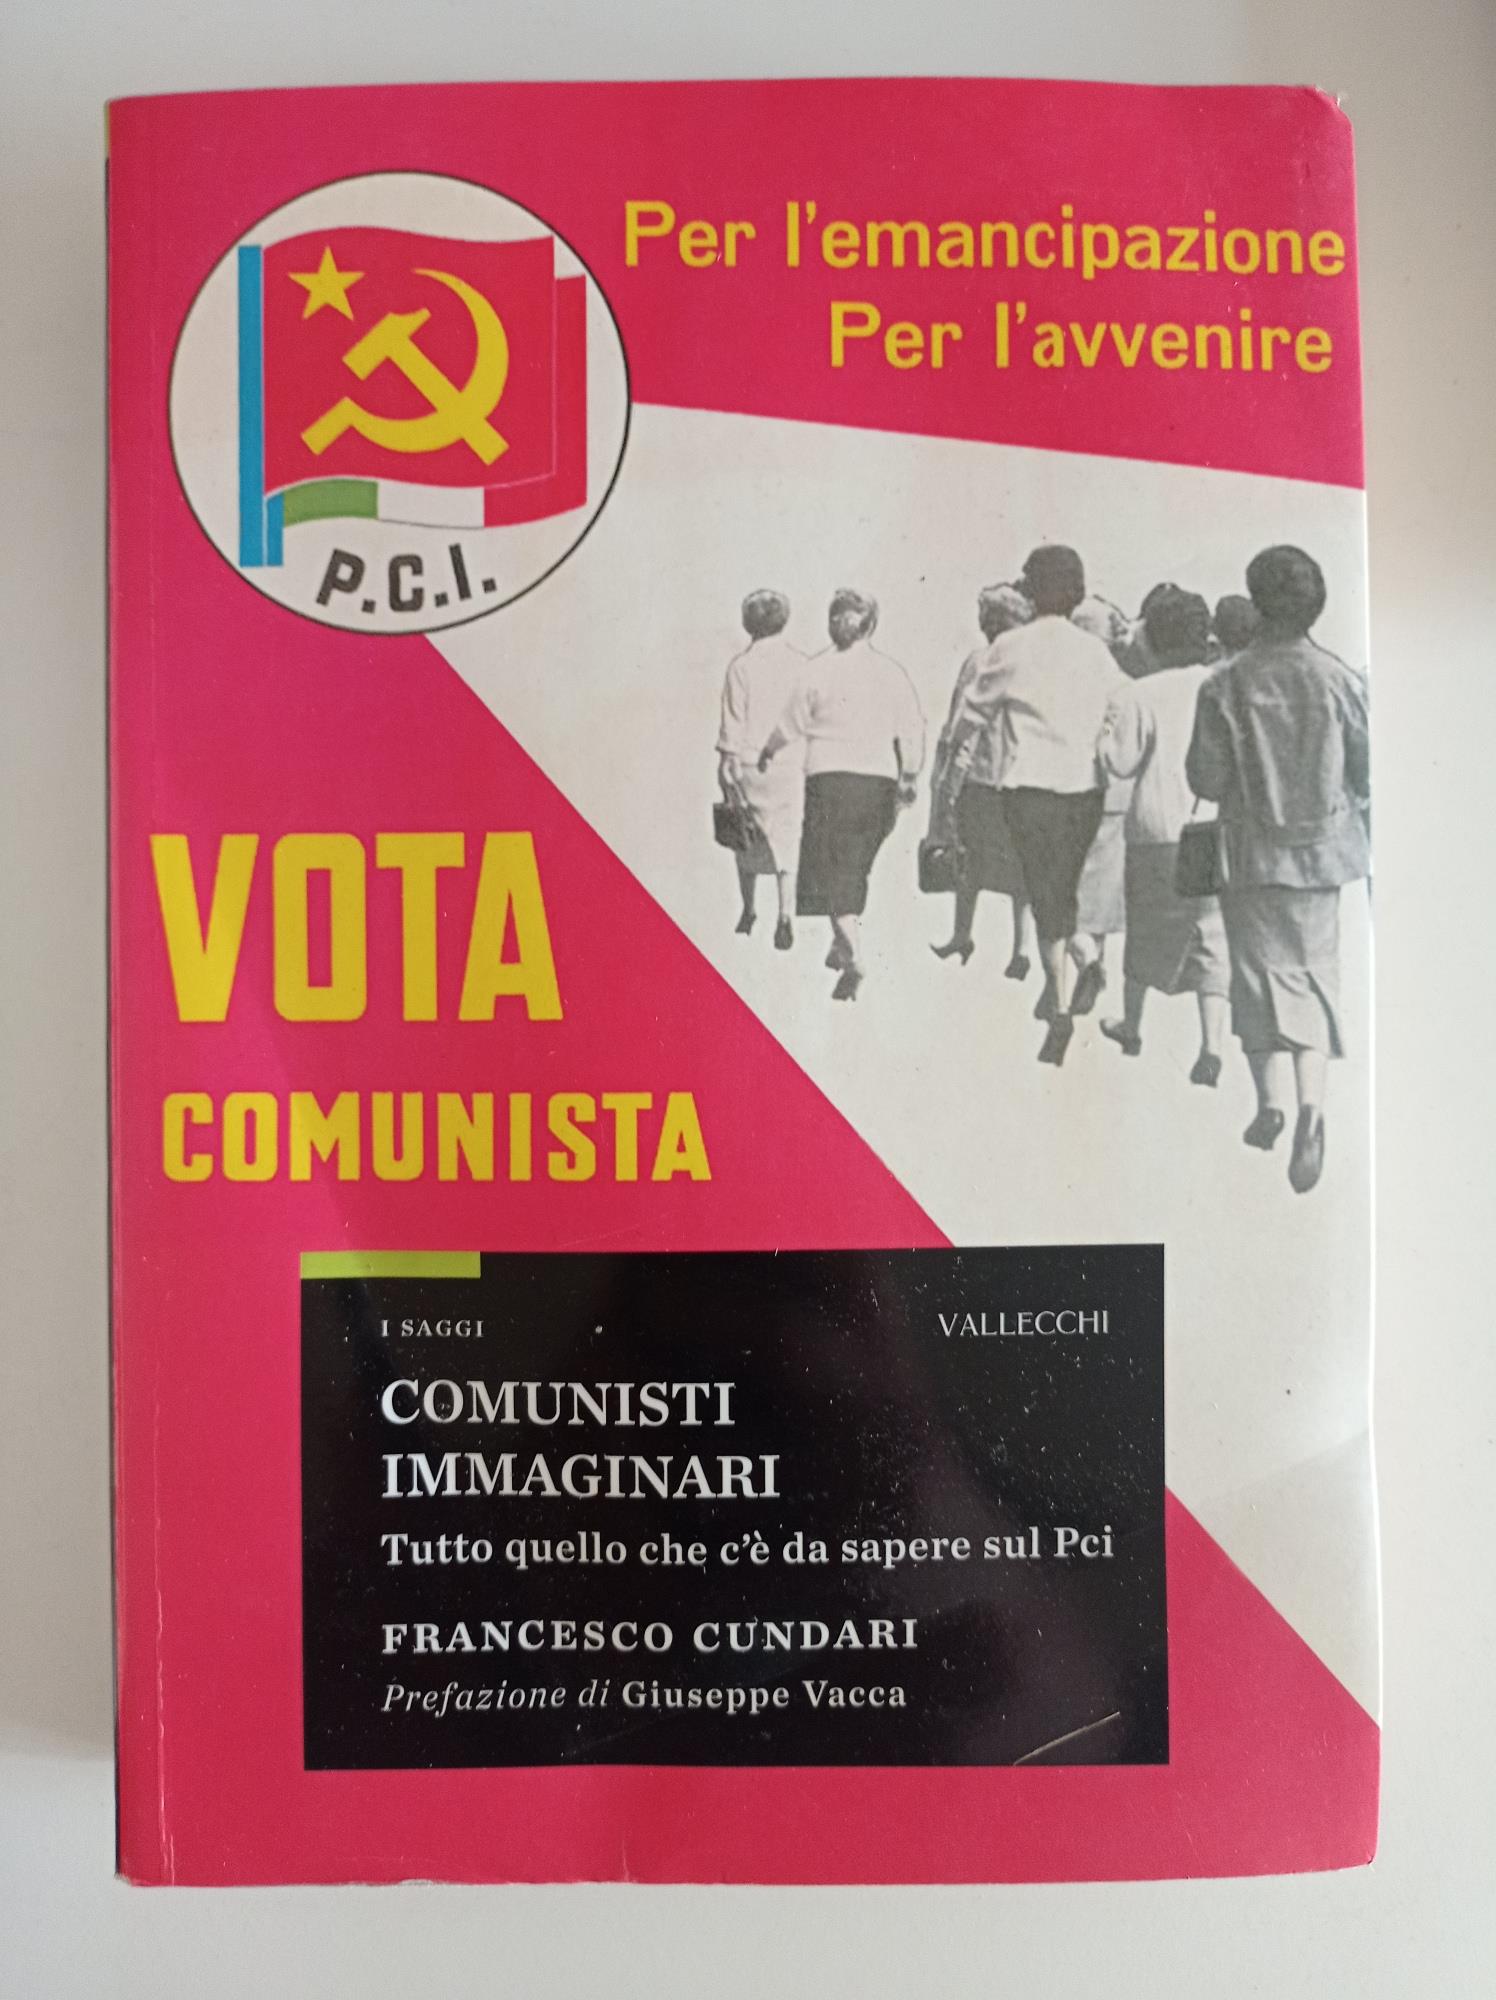 Per l'emancipazione
Per l'avvenire
P.C.I.
VOTA
COMUNISTA
I SAGGI
VALLECCHI
COMUNISTI
IMMAGINARI
Tutto quello che c'è da sapere sul Pci
FRANCESCO CUNDARI
Prefazione di Giuseppe Vacca